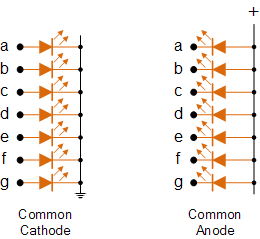 +
a a
b b
c c
d d
e e
f f
g g
Common Common
Cathode Anode